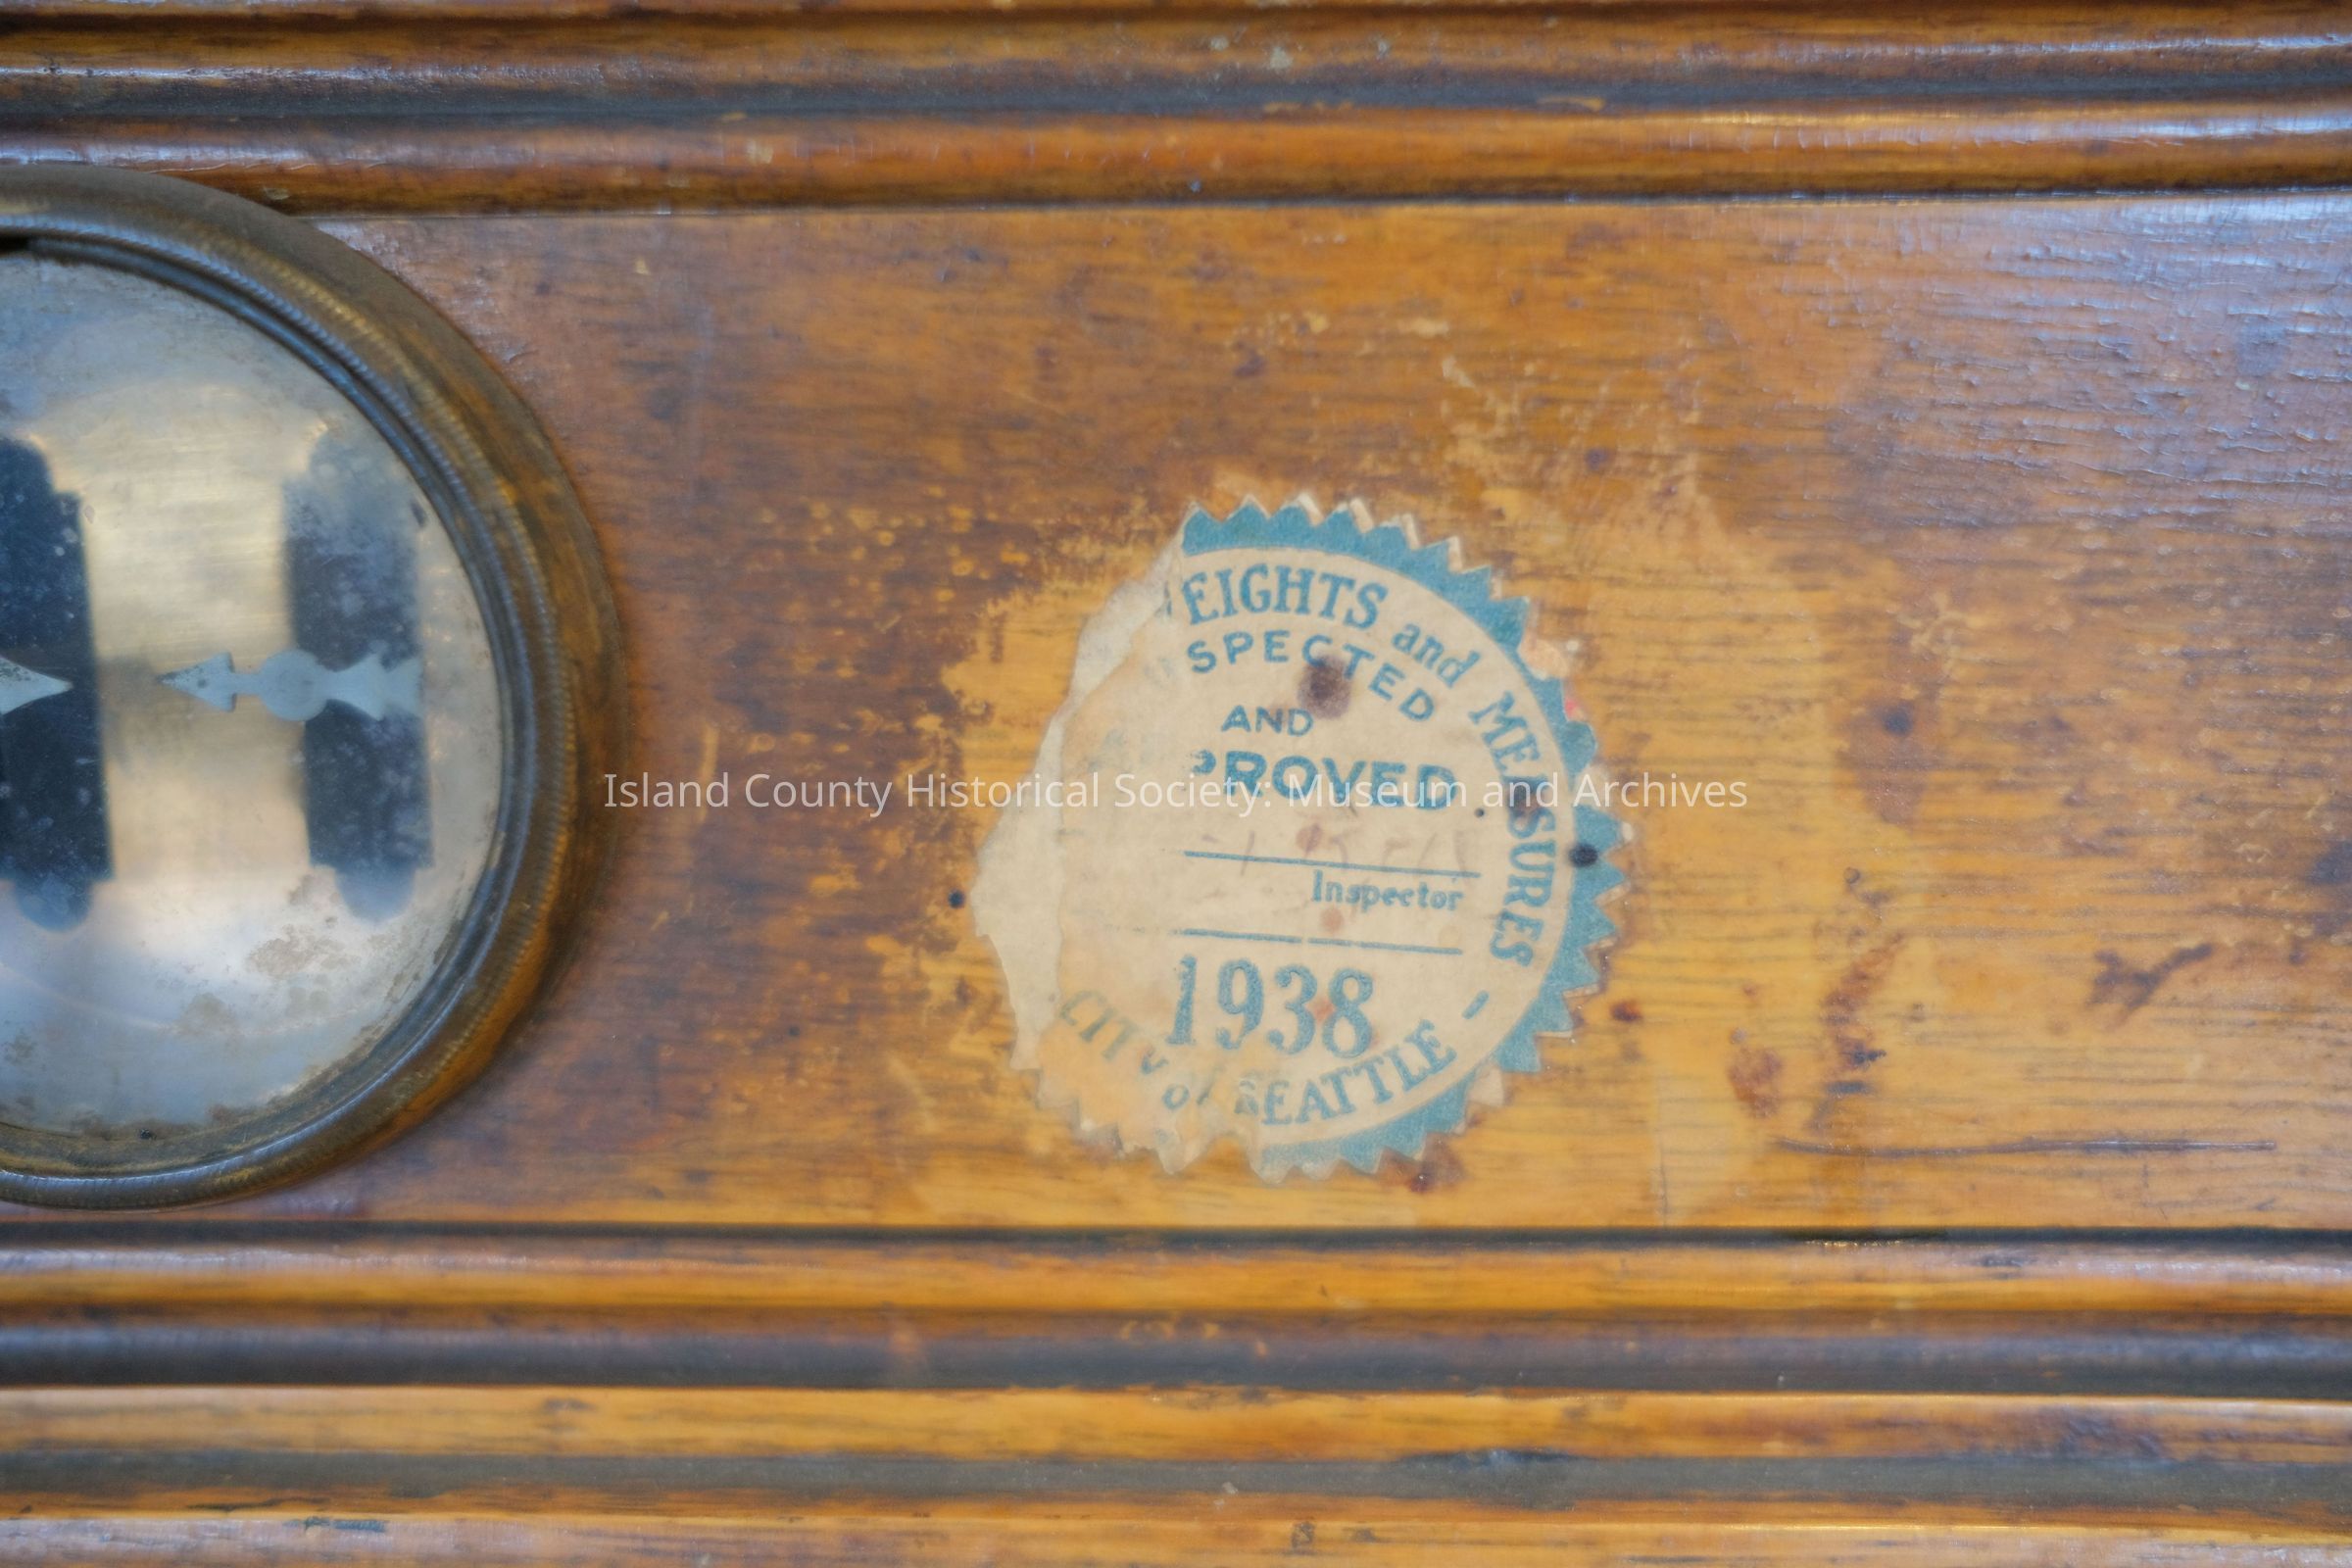 EIGHTS and MEASURES
SPECTED
AND
PROVED
Inspector
1938
CITY of SEATTLE -
Island County Historical Society: Museum and Archives